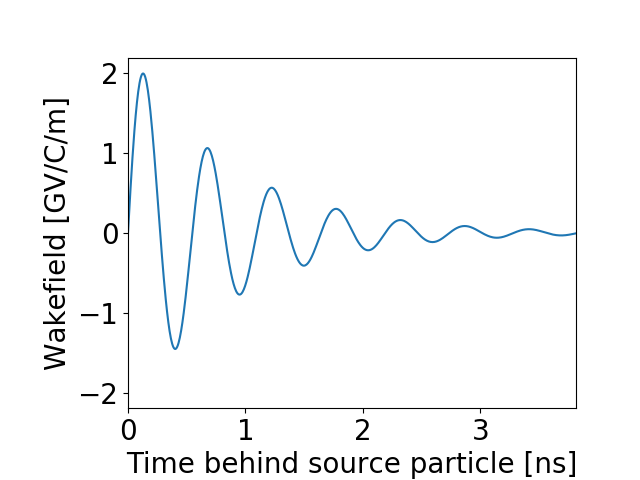 2
1
0
−1
−2
Wakefield [GV/C/m]
0 1 2 3
Time behind source particle [ns]